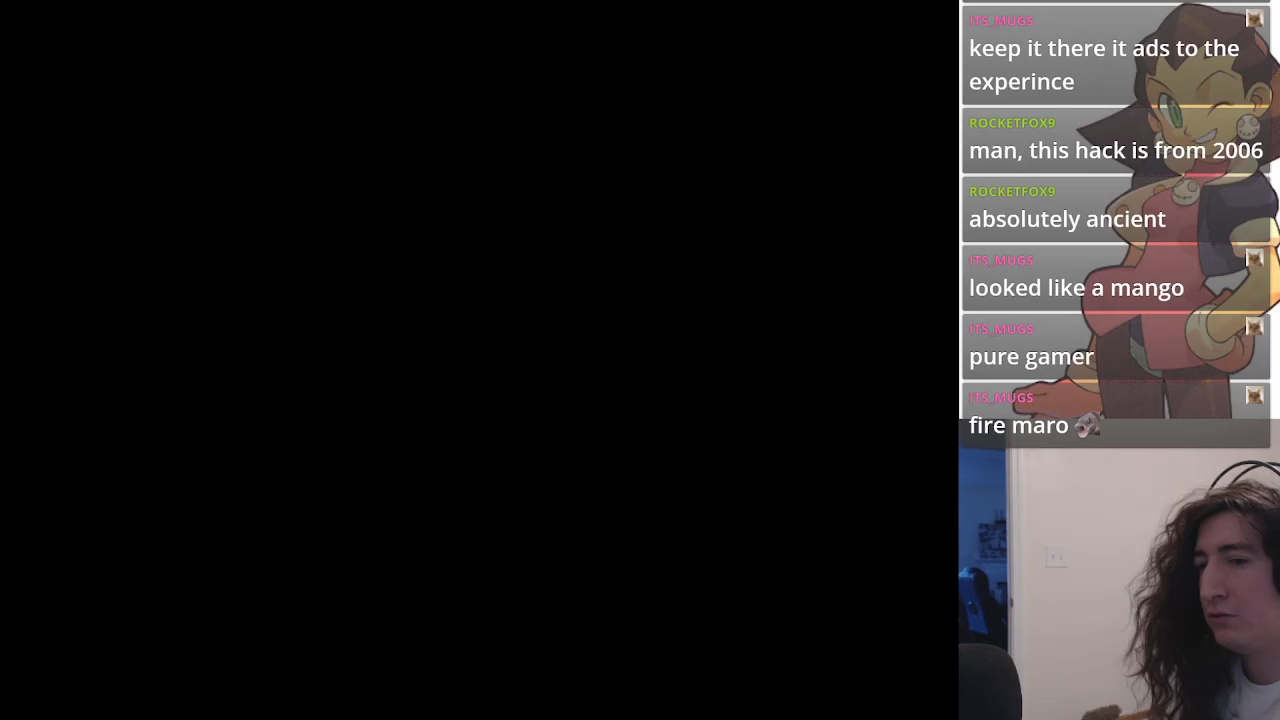 ITS_MUGS
keep it there it ads to the
experince
ROCKETFOX9
man, this hack is from 2006
ROCKETFOX9
absolutely ancient
ITS_MUGS
looked like a mango
ITS_MUGS
pure gamer
ITS_MUGS
fire maro